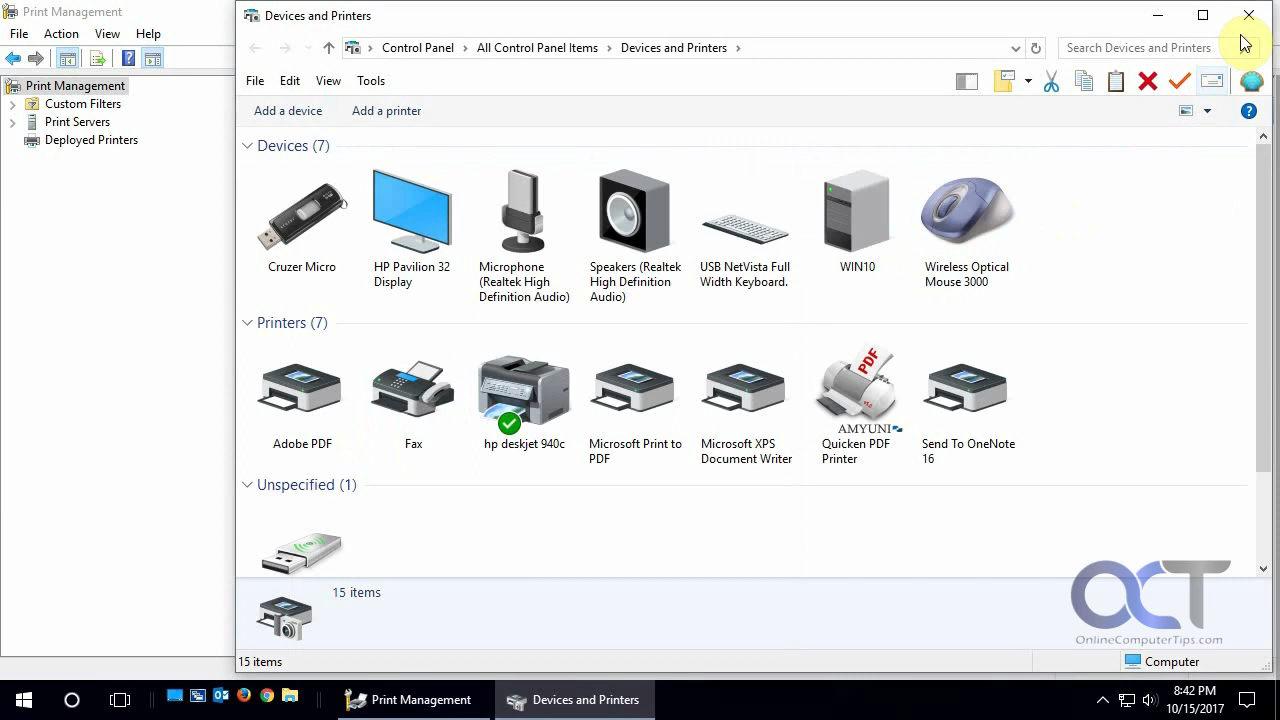 Print Management
File Action View Help
Print Management
Custom Filters
Print Servers
Deployed Printers
Devices and Printers
Control Panel
All Control Panel Items
Devices and Printers
Search Devices and Printers
File Edit View Tools
Add a device Add a printer
Devices (7)
Cruzer Micro
HP Pavilion 32
Display
Microphone
(Realtek High
Definition Audio)
Speakers (Realtek
High Definition
Audio)
USB NetVista Full
Width Keyboard.
WIN10
Wireless Optical
Mouse 3000
Printers (7)
PDF
AMYUNI
Adobe PDF
Fax
hp deskjet 940c
Microsoft Print to
PDF
Microsoft XPS
Document Writer
Quicken PDF
Printer
Send To OneNote
16
Unspecified (1)
15 items
OCT
OnlineComputerTips.com
15 items
Computer
Print Management
Devices and Printers
8:42 PM
10/15/2017